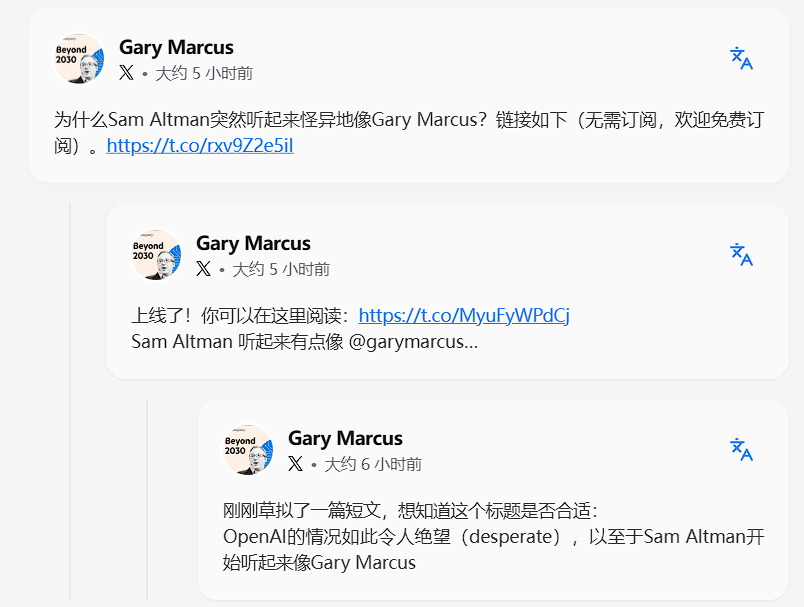 Beyond
2030
Gary Marcus
X • 大约 5 小时前
为什么Sam Altman突然听起来怪异地像Gary Marcus？链接如下（无需订阅，欢迎免费订
阅）。https://t.co/rxv9Z2e5il
Beyond
2030
Gary Marcus
X • 大约 5 小时前
上线了！你可以在这里阅读：https://t.co/MyuFyWPdCj
Sam Altman 听起来有点像 @garymarcus...
Beyond
2030
Gary Marcus
X • 大约 6 小时前
刚刚草拟了一篇短文，想知道这个标题是否合适：
OpenAI的情况如此令人绝望（desperate），以至于Sam Altman开
始听起来像Gary Marcus